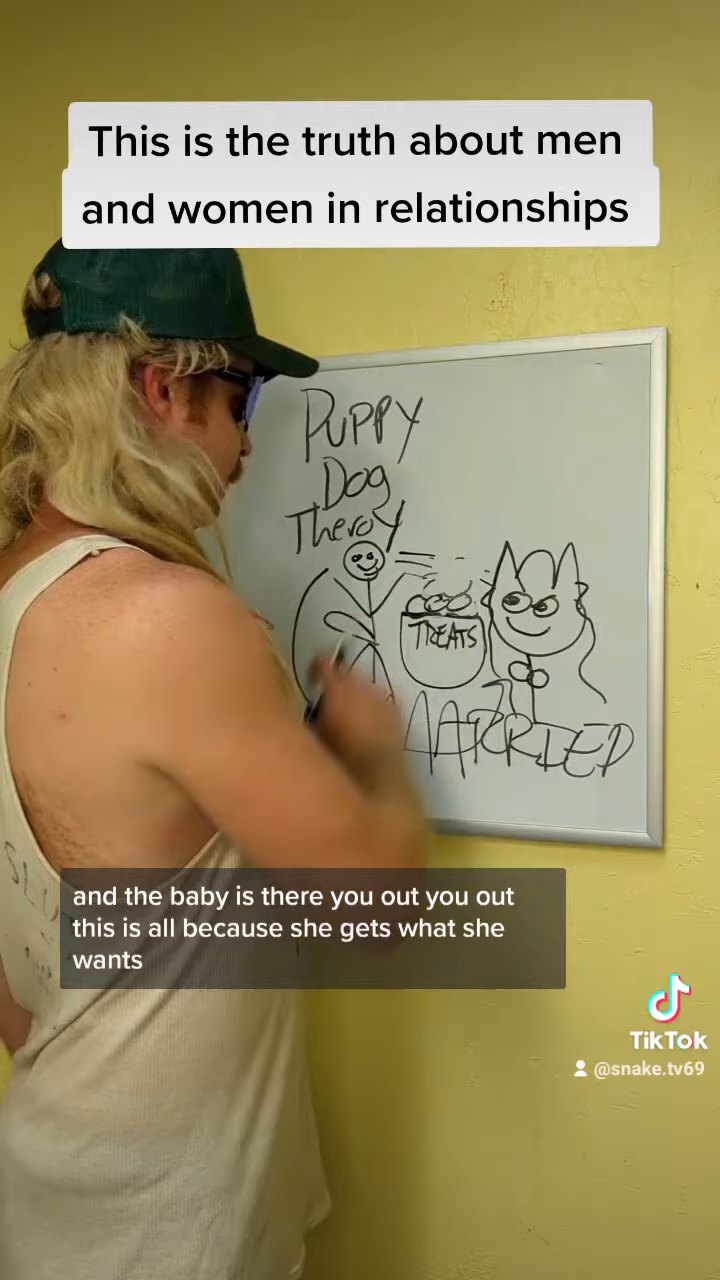 This is the truth about men
and women in relationships
PUPPY
DOG
TheroY
TREATS
and the baby is there you out you out
this is all because she gets what she
wants
TikTok
@snake.tv69